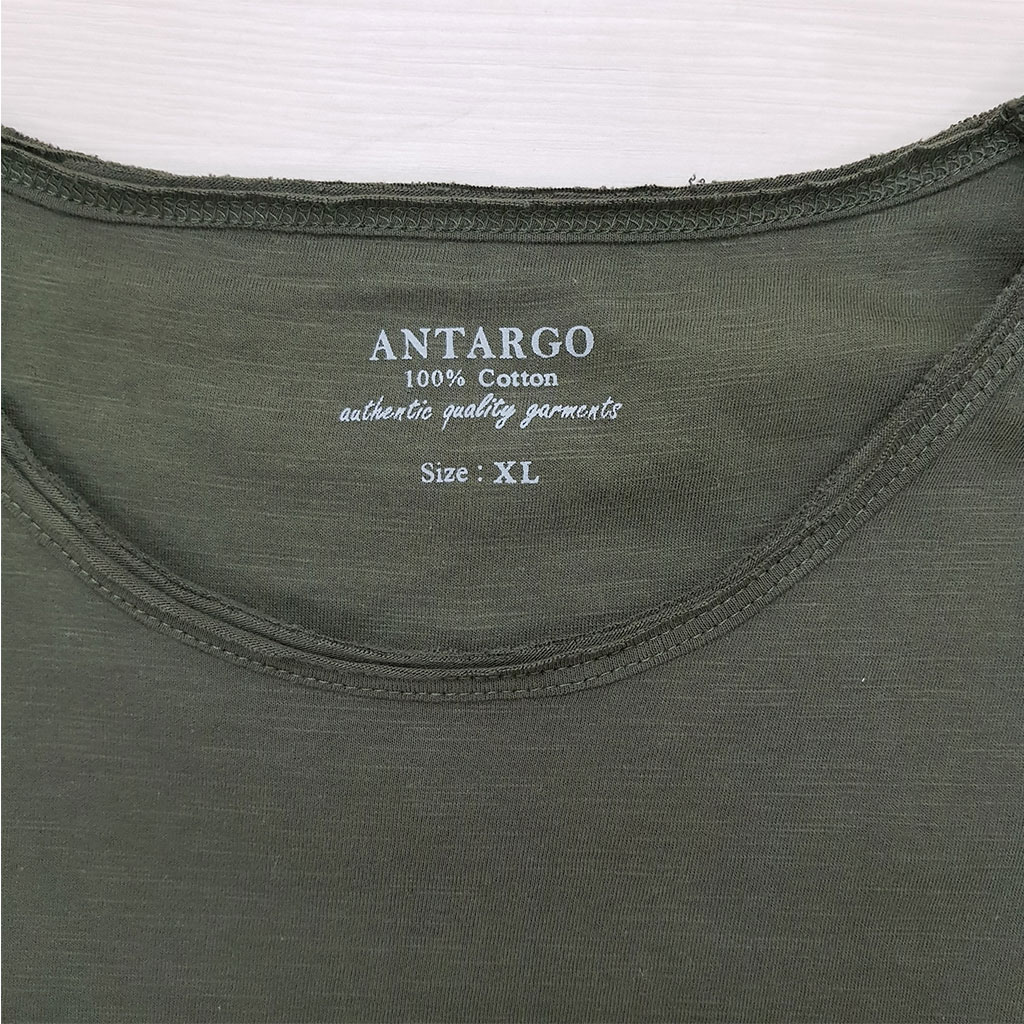 ANTARGO
100% Cotton
authentic quality garments
Size : XL